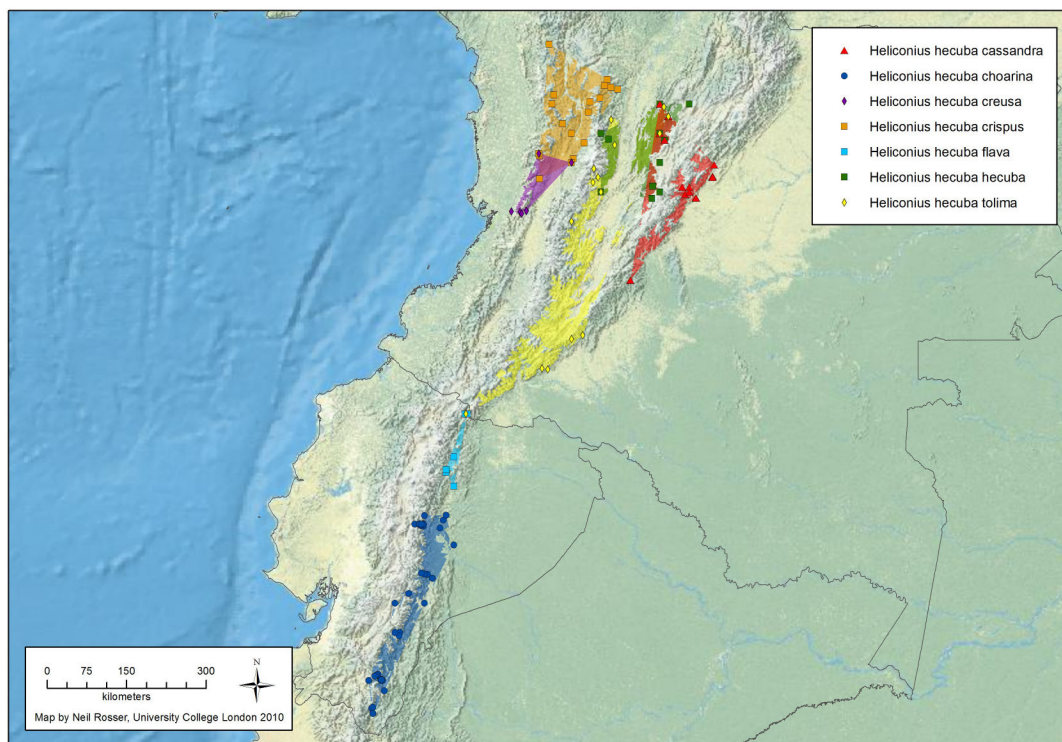 Heliconius hecuba cassandra
Heliconius hecuba choarina
Heliconius hecuba creusa
Heliconius hecuba crispus
Heliconius hecuba flava
Heliconius hecuba hecuba
Heliconius hecuba tolima
0 75 150 300
kilometers
N
Map by Neil Rosser, University College London 2010